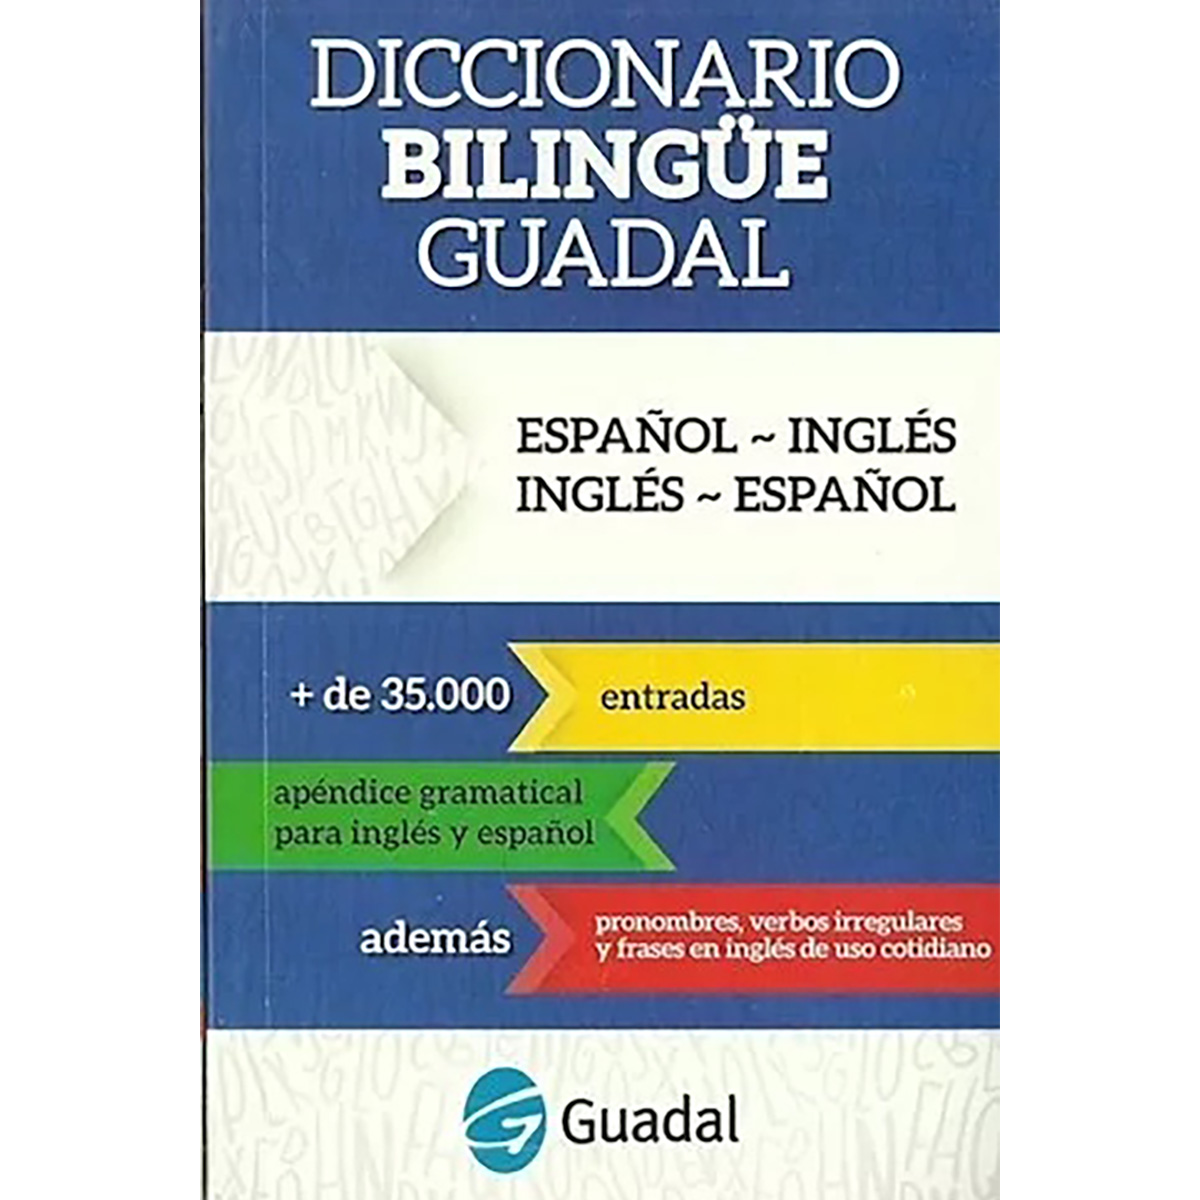 DICCIONARIO
BILINGÜE
GUADAL
ESPAÑOL ~ INGLÉS
INGLÉS ~ ESPAÑOL
+ de 35.000
entradas
apéndice gramatical
para inglés y español
además
pronombres, verbos irregulares
y frases en inglés de uso cotidiano
Guadal